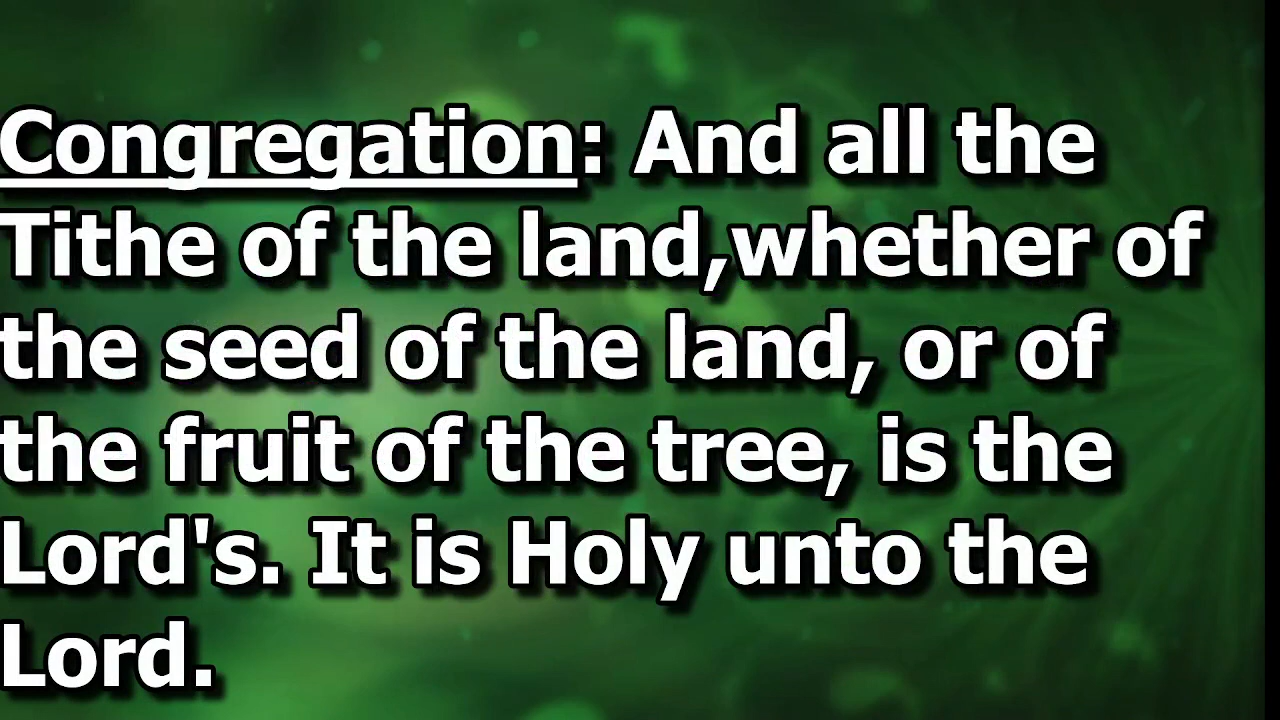 Congregation: And all the
Tithe of the land,whether of
the seed of the land, or of
the fruit of the tree, is the
Lord's. It is Holy unto the
Lord.